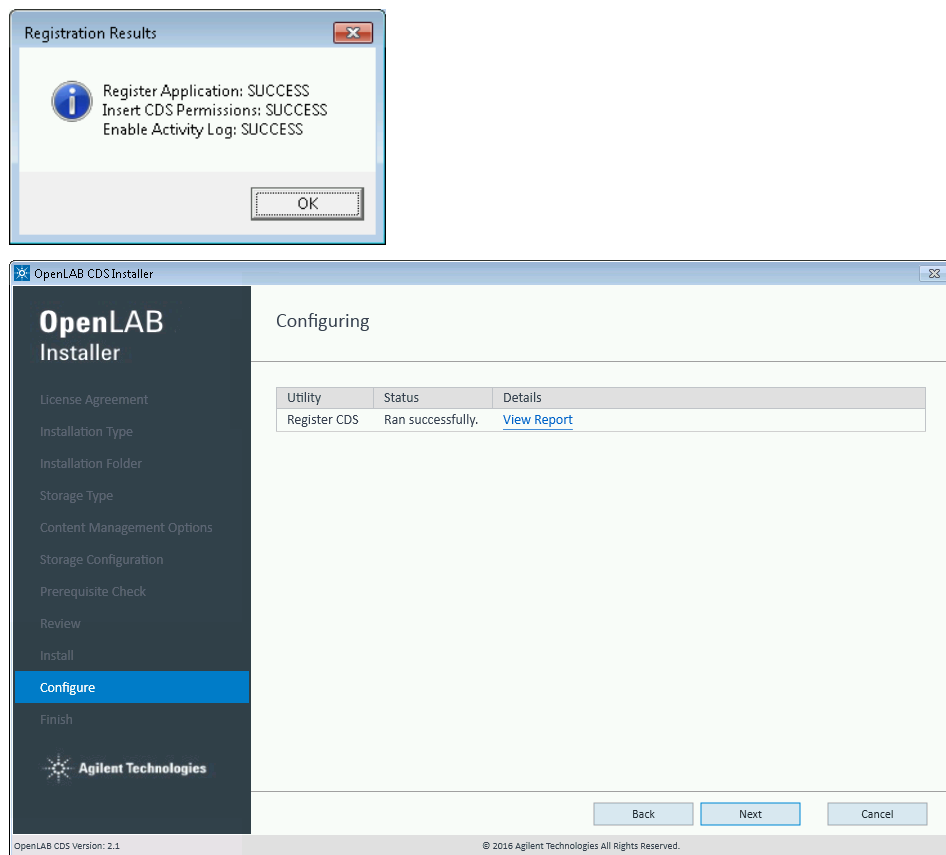 Registration Results
Register Application: SUCCESS
Insert CDS Permissions: SUCCESS
Enable Activity Log: SUCCESS
OK
OpenLAB CDS Installer
OpenLAB
Installer
License Agreement
Installation Type
Installation Folder
Storage Type
Content Management Options
Storage Configuration
Prerequisite Check
Review
Install
Configure
Finish
Agilent Technologies
Configuring
Utility Status Details
Register CDS Ran successfully. View Report
Back Next Cancel
OpenLAB CDS Version: 2.1 © 2016 Agilent Technologies All Rights Reserved.